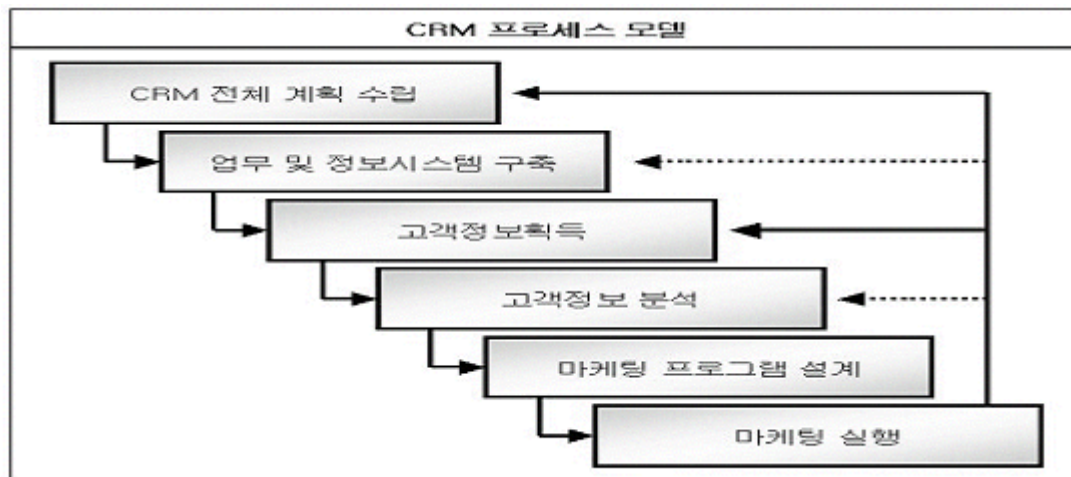 CRM 프로세스 모델
CRM 전체 계획 수립
업무 및 정보시스템 구축
고객정보획득
고객정보 분석
마케팅 프로그램 설계
마케팅 실행